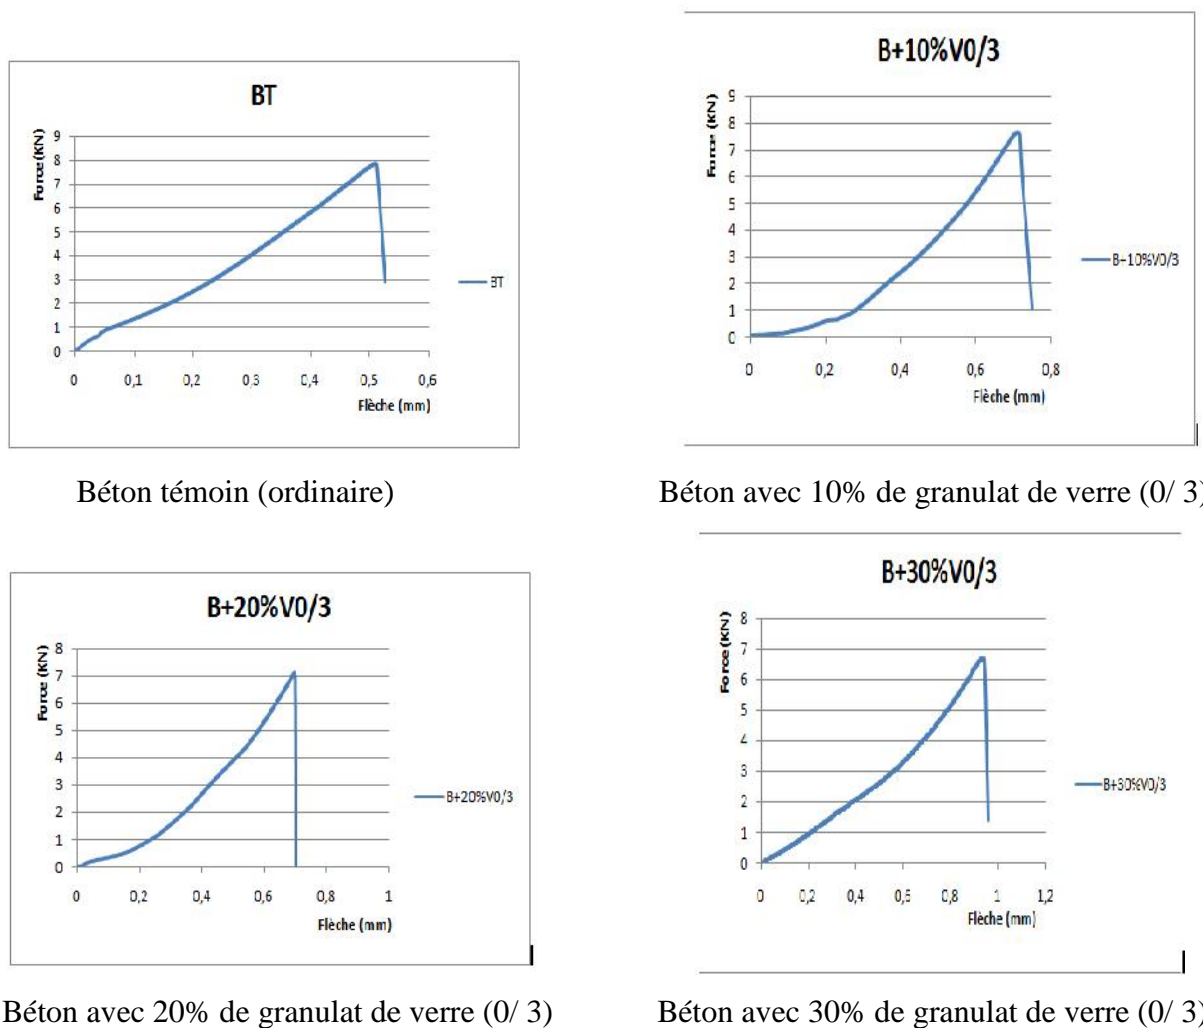 BT
Force (KN)
9
8
7
6
5
4
3
2
1
0
0 0,1 0,2 0,3 0,4 0,5 0,6
Flèche (mm)
BT
Béton témoin (ordinaire)
B+10%V0/3
Force (KN)
9
8
7
6
5
4
3
2
1
0
0 0,2 0,4 0,6 0,8
Flèche (mm)
B+10%V0/3
Béton avec 10% de granulat de verre (0/ 3)
B+20%V0/3
Force (KN)
8
7
6
5
4
3
2
1
0
0 0,2 0,4 0,6 0,8 1
Flèche (mm)
B+20%V0/3
Béton avec 20% de granulat de verre (0/ 3)
B+30%V0/3
Force (KN)
8
7
6
5
4
3
2
1
0
0 0,2 0,4 0,6 0,8 1 1,2
Flèche (mm)
B+30%V0/3
Béton avec 30% de granulat de verre (0/ 3)